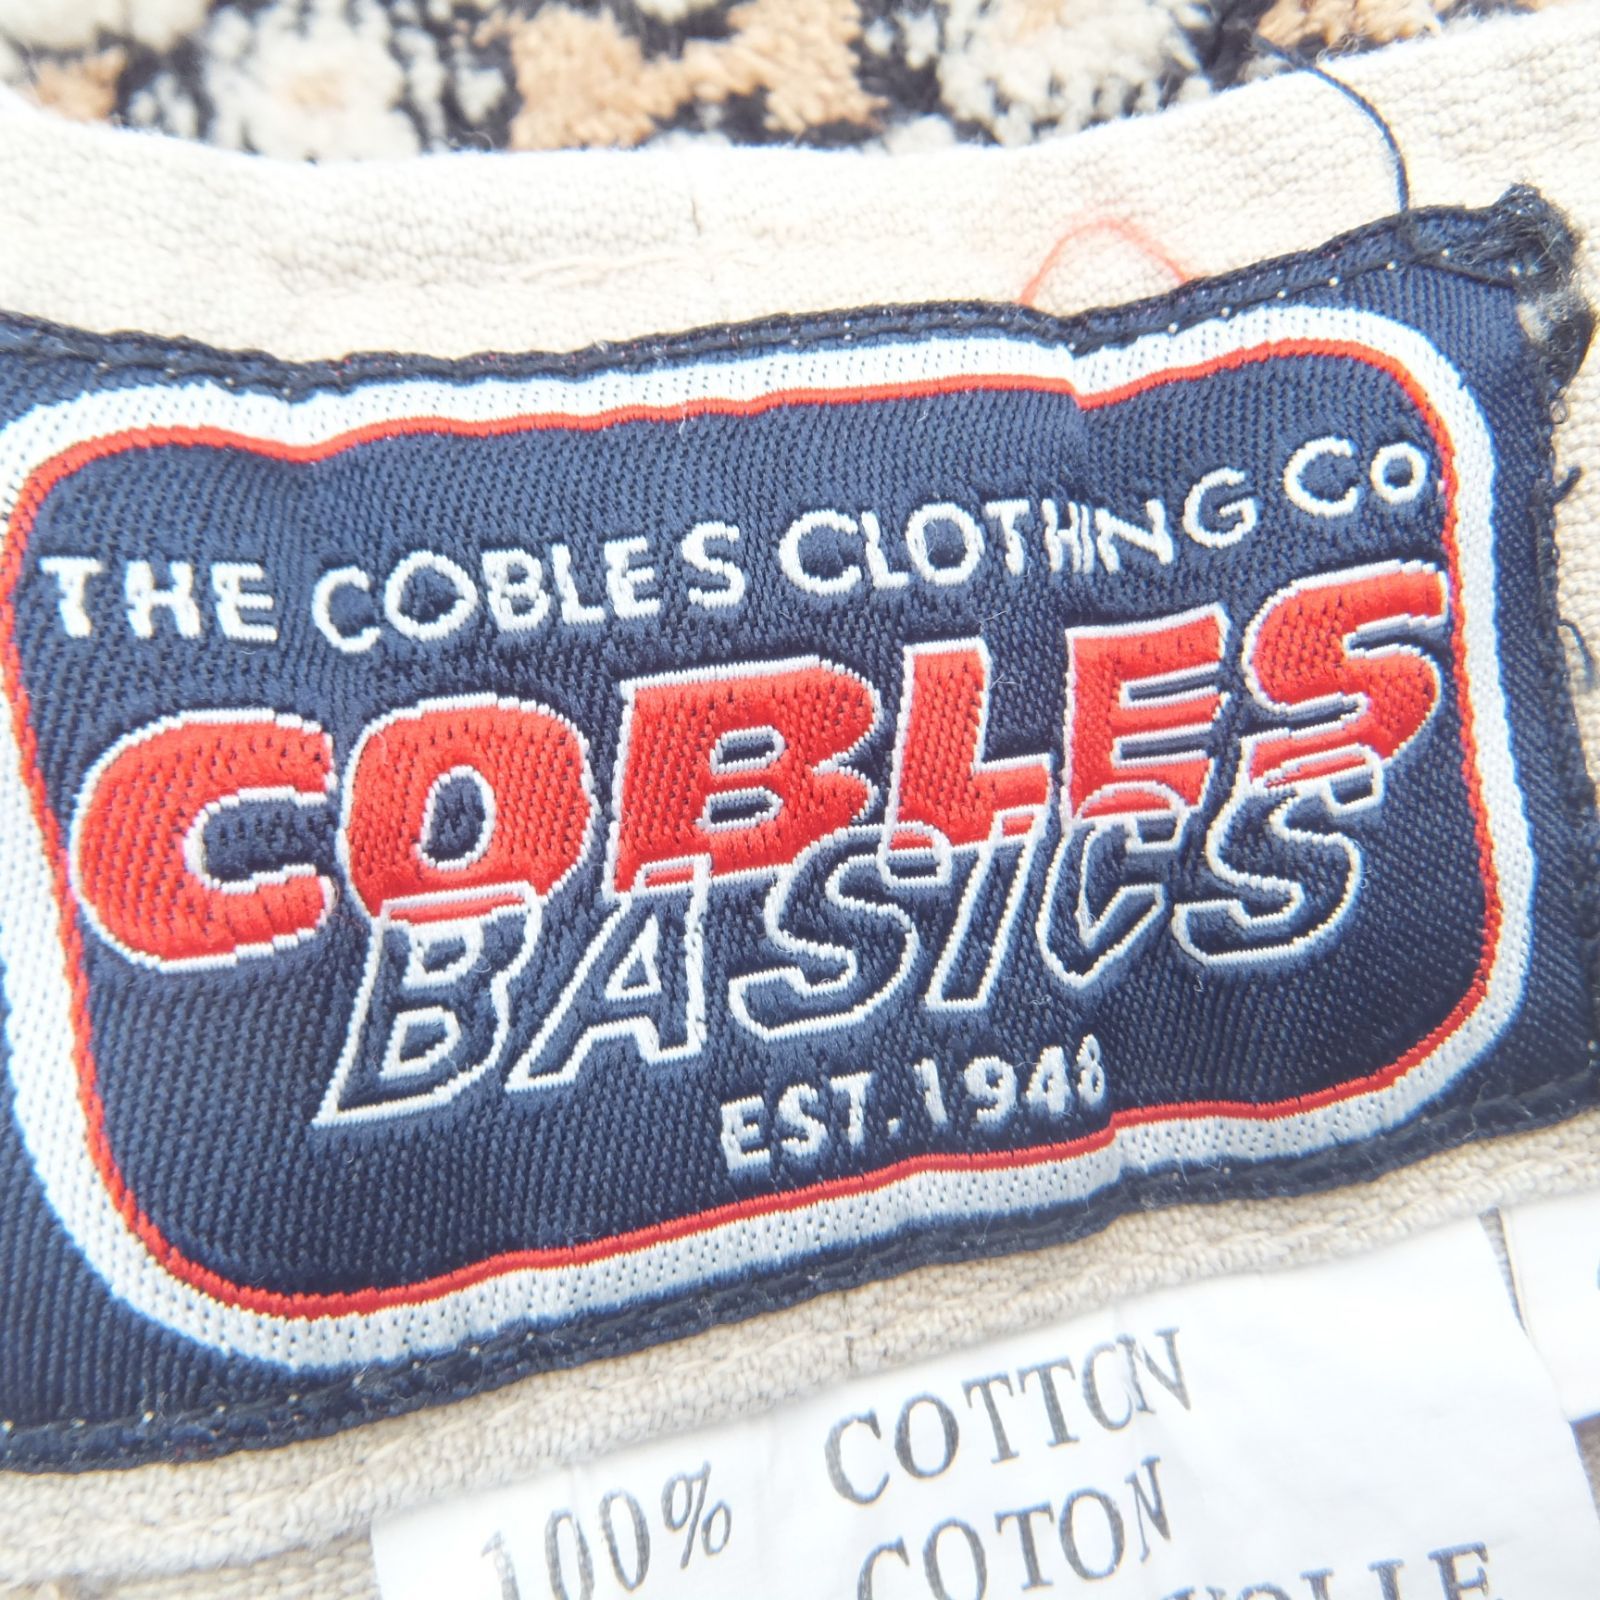 THE COBLES CLOTHING CO.
COBLES
BASICS
EST. 1948
100% COTTON
COTON